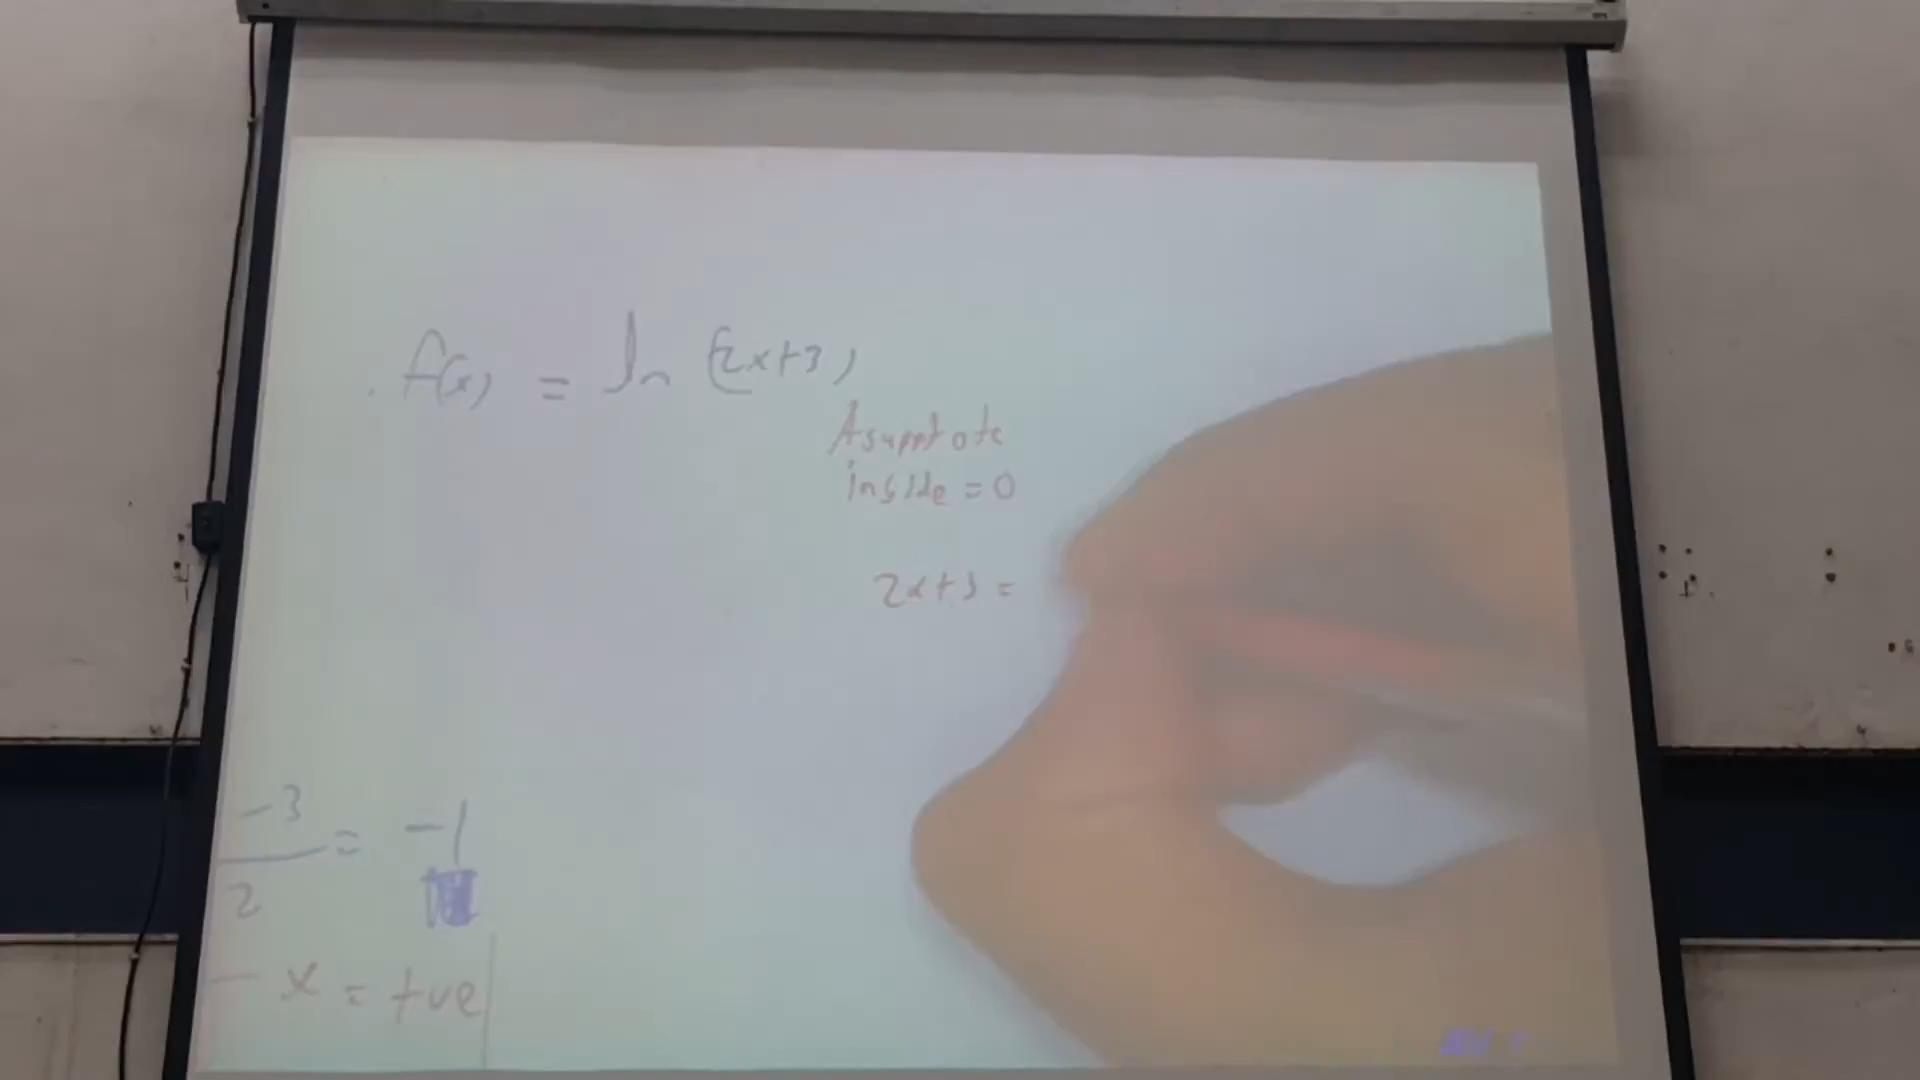 f(x) = ln (2x+3)
Asymptote
inside = 0
2x+3 =
-3/2 = -1
- x = +ve